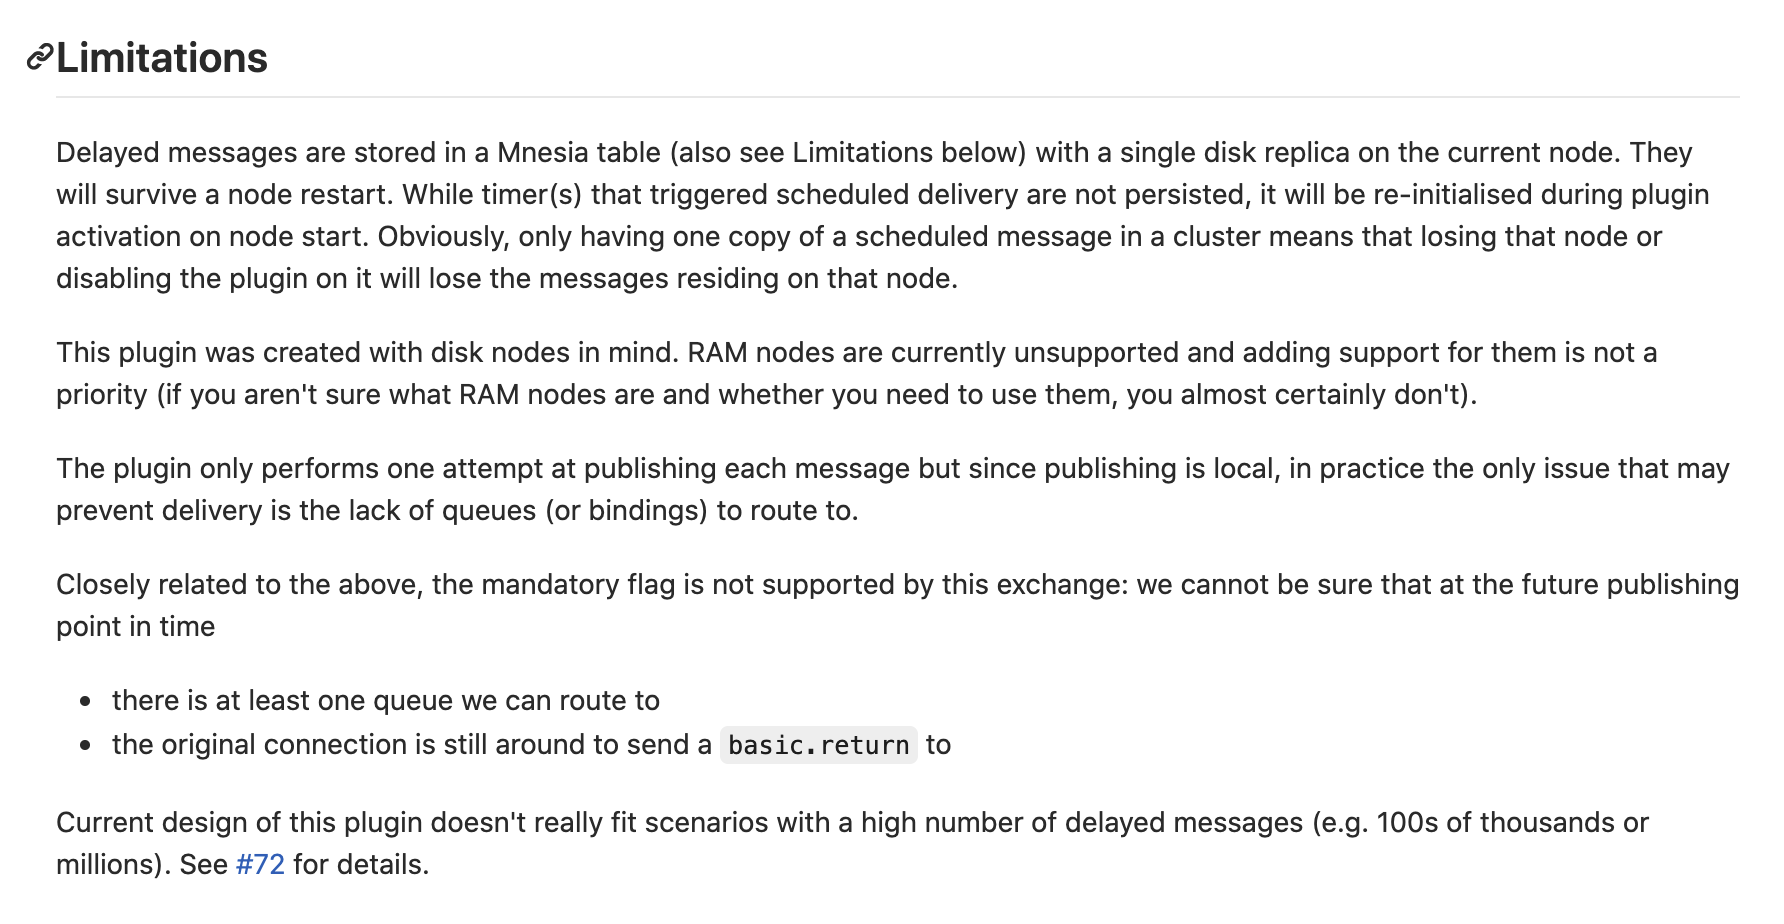 Limitations
Delayed messages are stored in a Mnesia table (also see Limitations below) with a single disk replica on the current node. They
will survive a node restart. While timer(s) that triggered scheduled delivery are not persisted, it will be re-initialised during plugin
activation on node start. Obviously, only having one copy of a scheduled message in a cluster means that losing that node or
disabling the plugin on it will lose the messages residing on that node.
This plugin was created with disk nodes in mind. RAM nodes are currently unsupported and adding support for them is not a
priority (if you aren't sure what RAM nodes are and whether you need to use them, you almost certainly don't).
The plugin only performs one attempt at publishing each message but since publishing is local, in practice the only issue that may
prevent delivery is the lack of queues (or bindings) to route to.
Closely related to the above, the mandatory flag is not supported by this exchange: we cannot be sure that at the future publishing
point in time
• there is at least one queue we can route to
• the original connection is still around to send a basic.return to
Current design of this plugin doesn't really fit scenarios with a high number of delayed messages (e.g. 100s of thousands or
millions). See #72 for details.